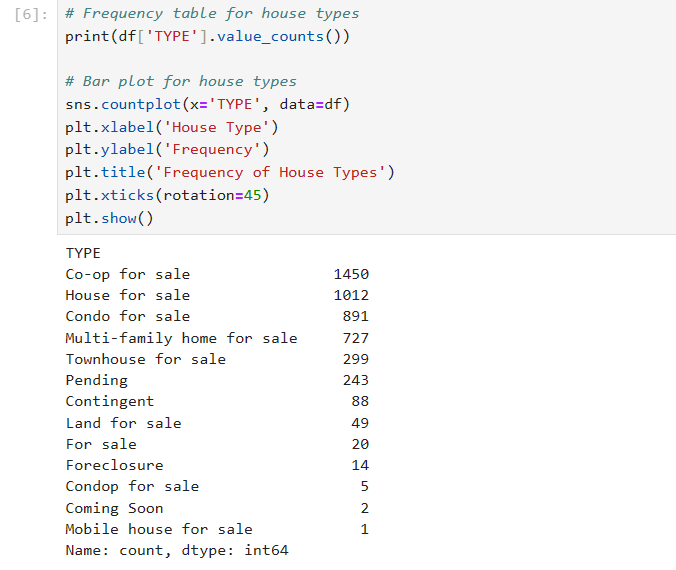 [6]: # Frequency table for house types
print(df['TYPE'].value_counts())
# Bar plot for house types
sns.countplot(x='TYPE', data=df)
plt.xlabel('House Type')
plt.ylabel('Frequency')
plt.title('Frequency of House Types')
plt.xticks(rotation=45)
plt.show()
TYPE
Co-op for sale 1450
House for sale 1012
Condo for sale 891
Multi-family home for sale 727
Townhouse for sale 299
Pending 243
Contingent 88
Land for sale 49
For sale 20
Foreclosure 14
Condop for sale 5
Coming Soon 2
Mobile house for sale 1
Name: count, dtype: int64